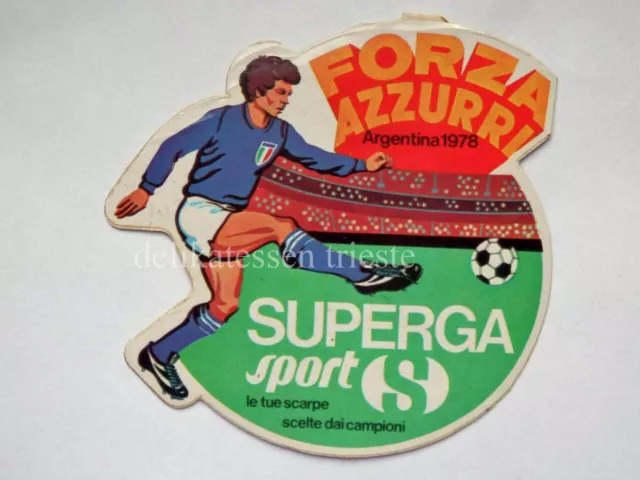 FORZA
AZZURRI
Argentina 1978
delikatessen trieste
SUPERGA
sport S
le tue scarpe
scelte dai campioni